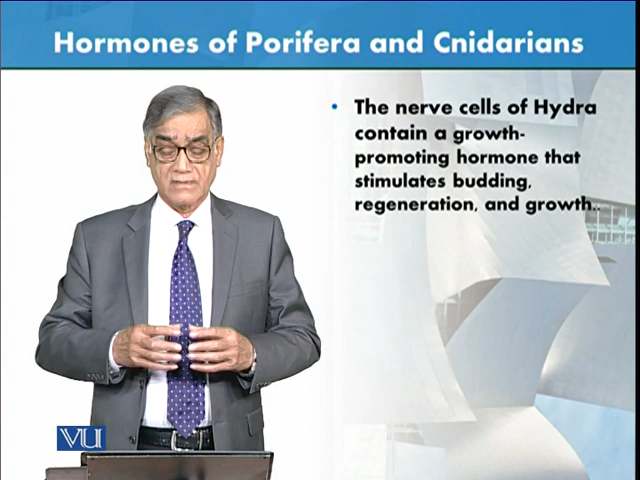 Hormones of Porifera and Cnidarians
• The nerve cells of Hydra
contain a growth-
promoting hormone that
stimulates budding,
regeneration, and growth..
VU